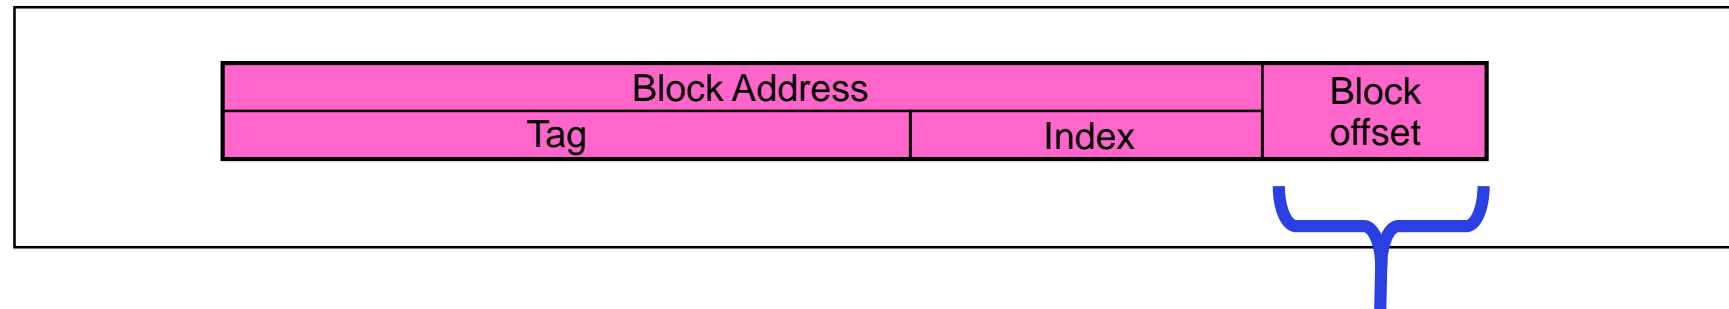 Block Address
Block
offset
Tag
Index